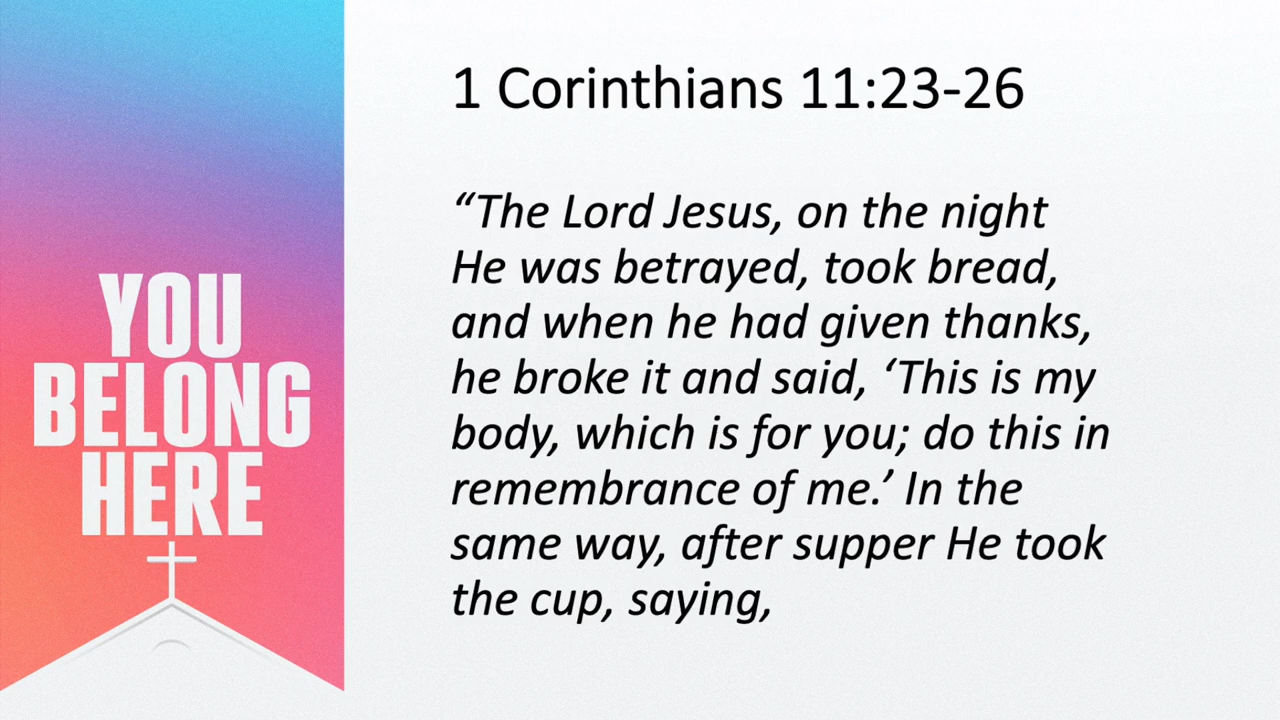 YOU
BELONG
HERE
1 Corinthians 11:23-26
“The Lord Jesus, on the night
He was betrayed, took bread,
and when he had given thanks,
he broke it and said, ‘This is my
body, which is for you; do this in
remembrance of me.’ In the
same way, after supper He took
the cup, saying,